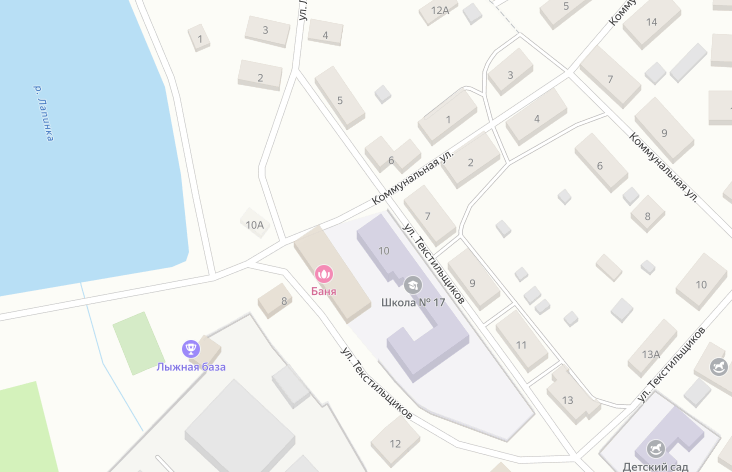 12А
5
Комму
14
ул. Л
3
4
1
2
3
7
5
р. Лапинка
1
4
9
Коммунальная ул.
6
2
6
Коммунальная ул.
10А
7
8
ул. Текстильщиков
10
Баня
9
10
Школа № 17
8
11
13А
Лыжная база
ул. Текстильщиков
ул. Текстильщиков
13
12
Детский сад